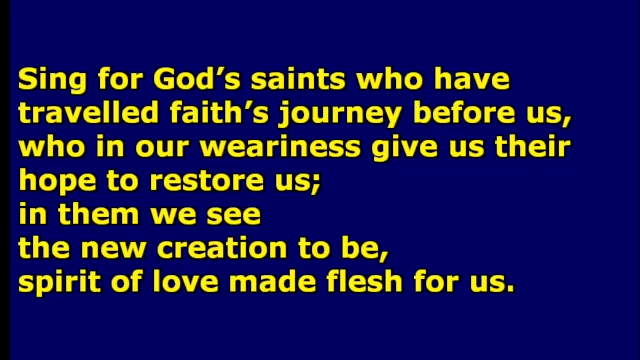 Sing for God’s saints who have
travelled faith’s journey before us,
who in our weariness give us their
hope to restore us;
in them we see
the new creation to be,
spirit of love made flesh for us.